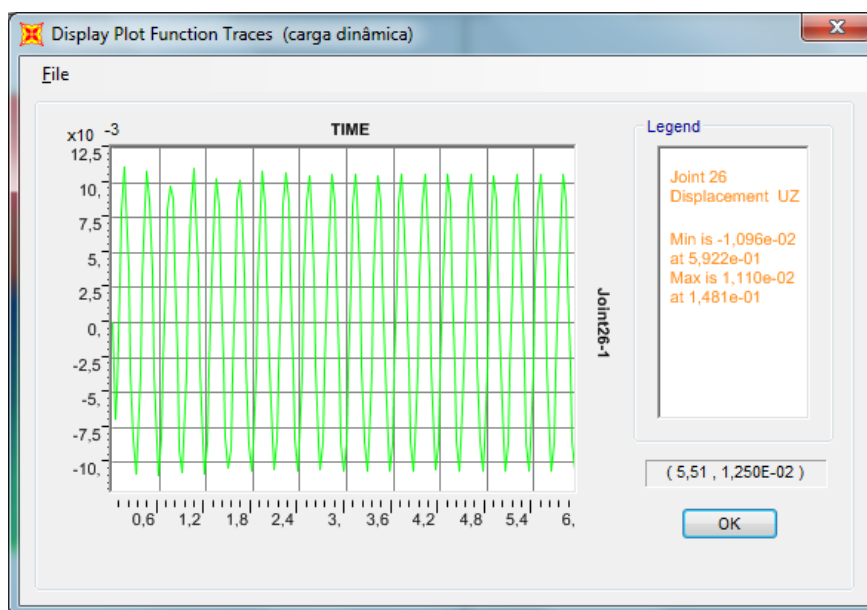 Display Plot Function Traces (carga dinâmica)
X
File
x10 -3
TIME
12,5
10,
7,5
5,
2,5
0,
-2,5
-5,
-7,5
-10,
0,6 1,2 1,8 2,4 3, 3,6 4,2 4,8 5,4 6,
Joint26-1
Legend
Joint 26
Displacement UZ
Min is -1,096e-02
at 5,922e-01
Max is 1,110e-02
at 1,481e-01
( 5,51 , 1,250E-02 )
OK